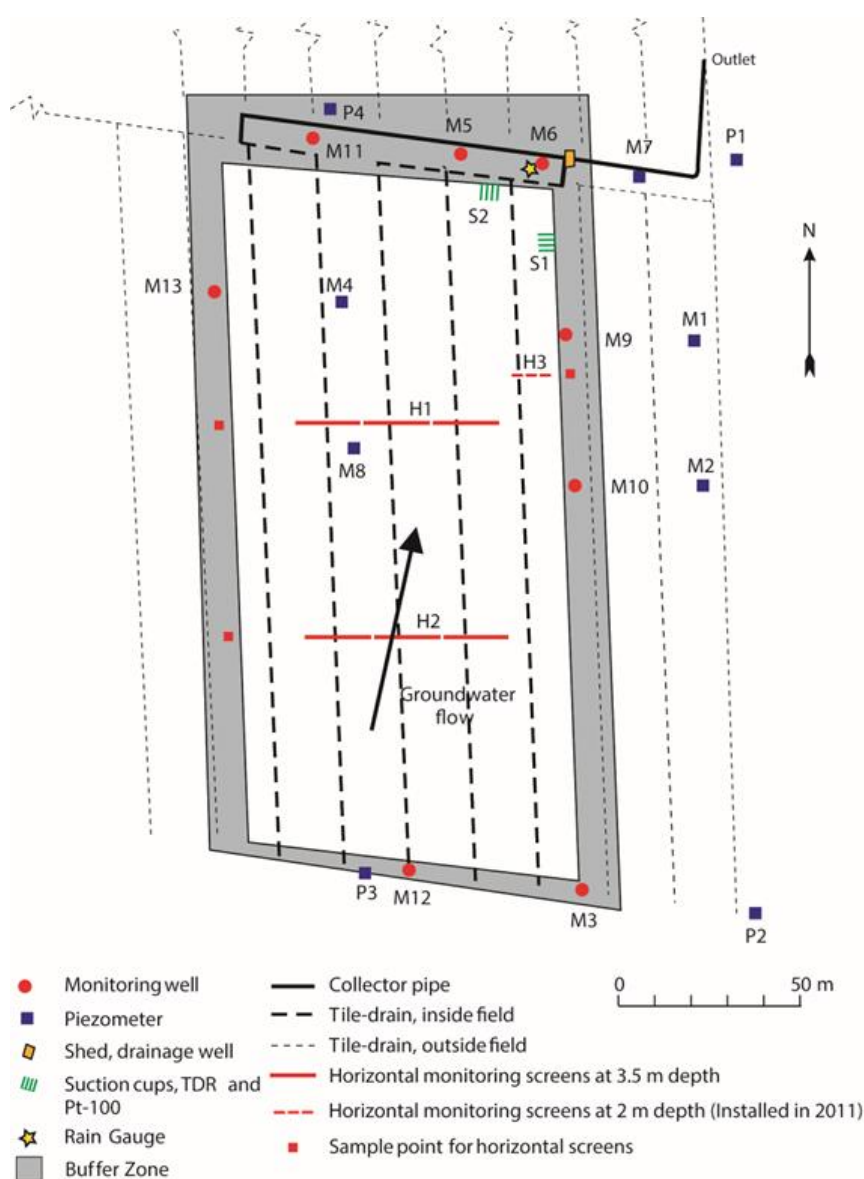 Outlet
P4
M5
M6
P1
M11
M7
S2
N
S1
M13
M4
M9
M1
H3
H1
M8
M2
M10
H2
Groundwater
flow
P3
M12
M3
P2
Monitoring well
Piezometer
Shed, drainage well
Suction cups, TDR and
Pt-100
Rain Gauge
Buffer Zone
Collector pipe
Tile-drain, inside field
Tile-drain, outside field
Horizontal monitoring screens at 3.5 m depth
Horizontal monitoring screens at 2 m depth (Installed in 2011)
Sample point for horizontal screens
0 50 m